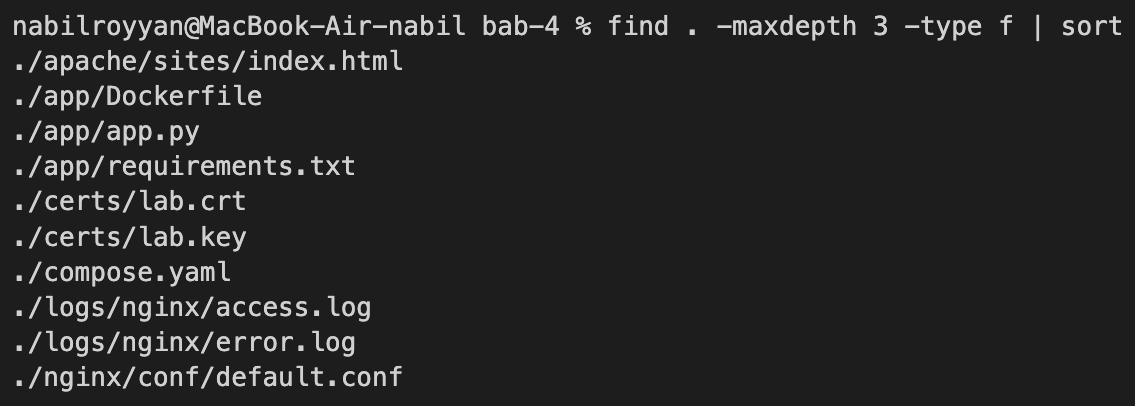 nabilroyyan@MacBook-Air-nabil bab-4 % find . -maxdepth 3 -type f | sort
./apache/sites/index.html
./app/Dockerfile
./app/app.py
./app/requirements.txt
./certs/lab.crt
./certs/lab.key
./compose.yaml
./logs/nginx/access.log
./logs/nginx/error.log
./nginx/conf/default.conf